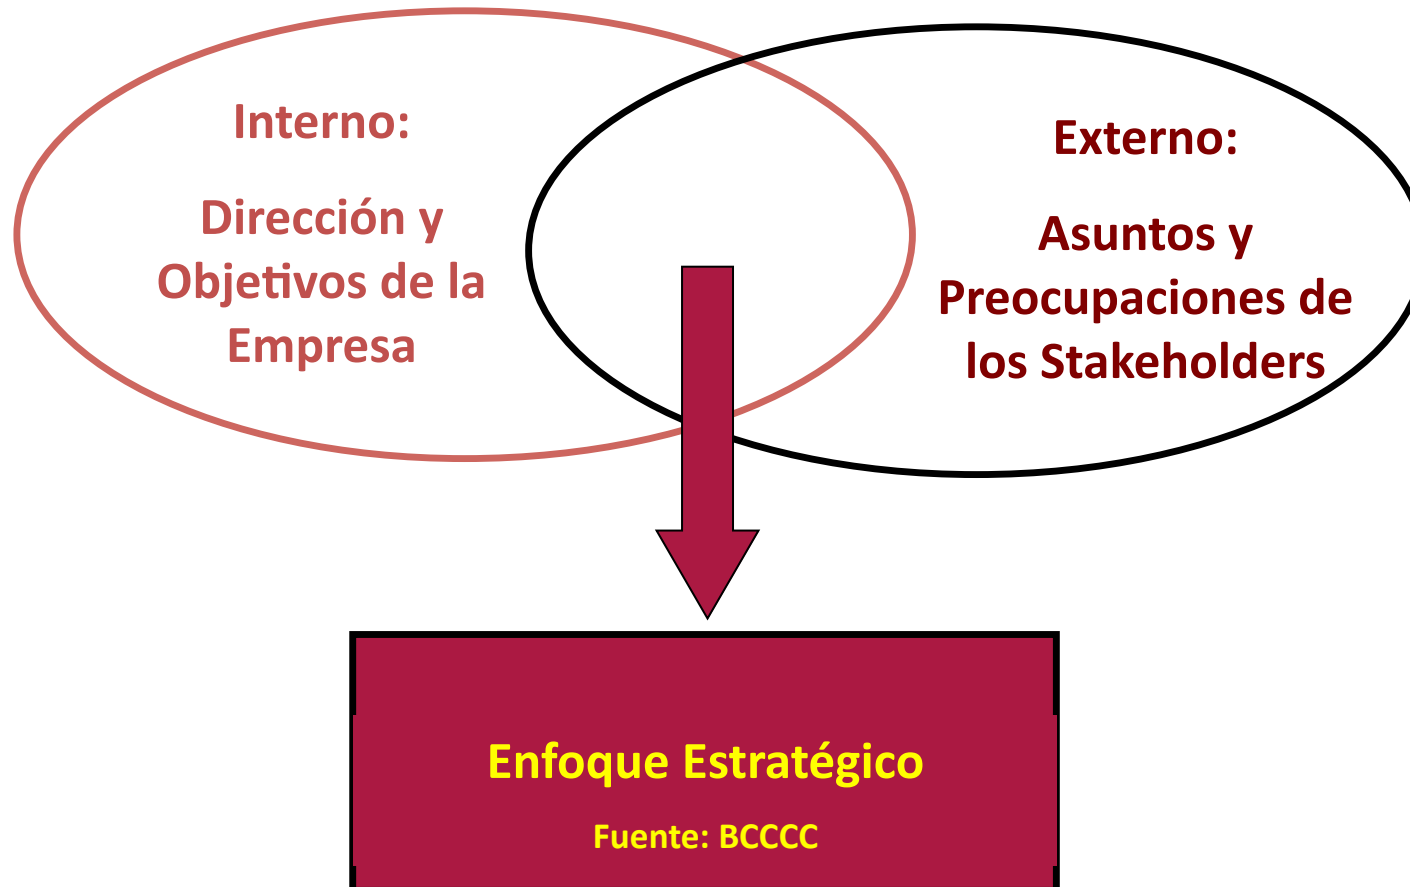 Interno:
Dirección y
Objetivos de la
Empresa
Externo:
Asuntos y
Preocupaciones de
los Stakeholders
Enfoque Estratégico
Fuente: BCCCC